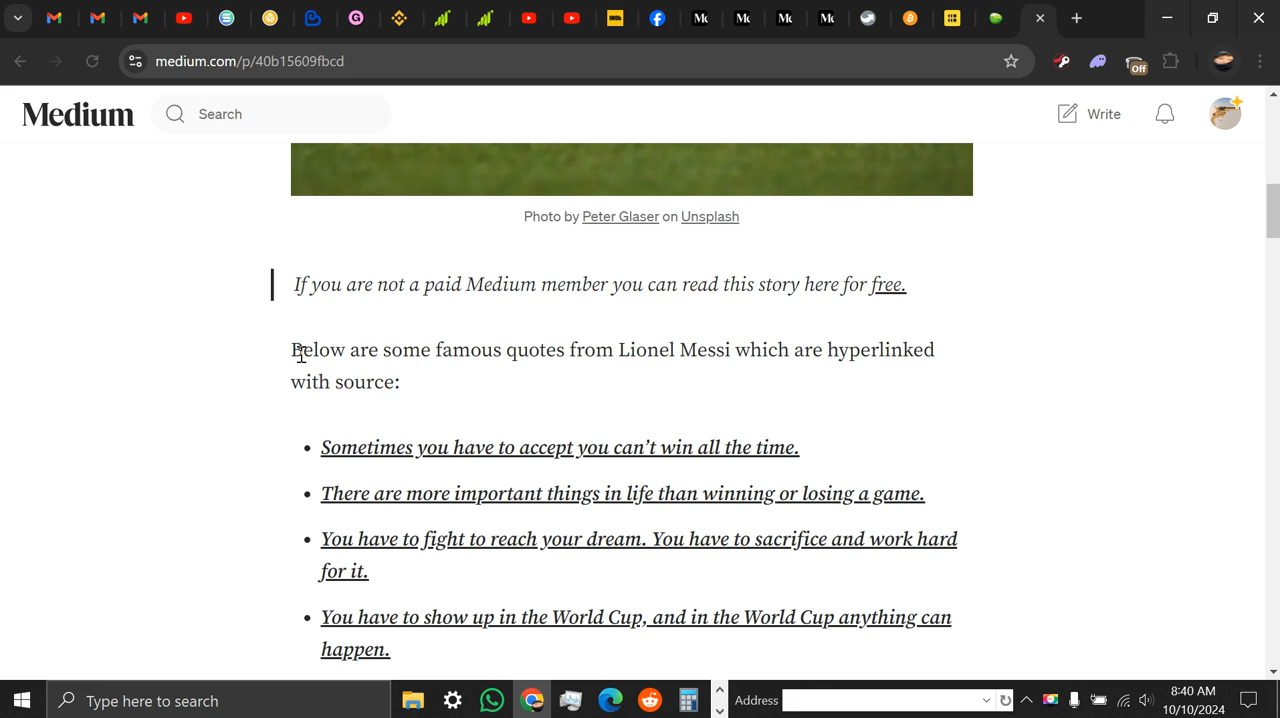 medium.com/p/40b15609fbcd
Off
Medium
Search
Write
Photo by Peter Glaser on Unsplash
If you are not a paid Medium member you can read this story here for free.
Below are some famous quotes from Lionel Messi which are hyperlinked
with source:
• Sometimes you have to accept you can’t win all the time.
• There are more important things in life than winning or losing a game.
• You have to fight to reach your dream. You have to sacrifice and work hard
for it.
• You have to show up in the World Cup, and in the World Cup anything can
happen.
Type here to search
Address
8:40 AM
10/10/2024